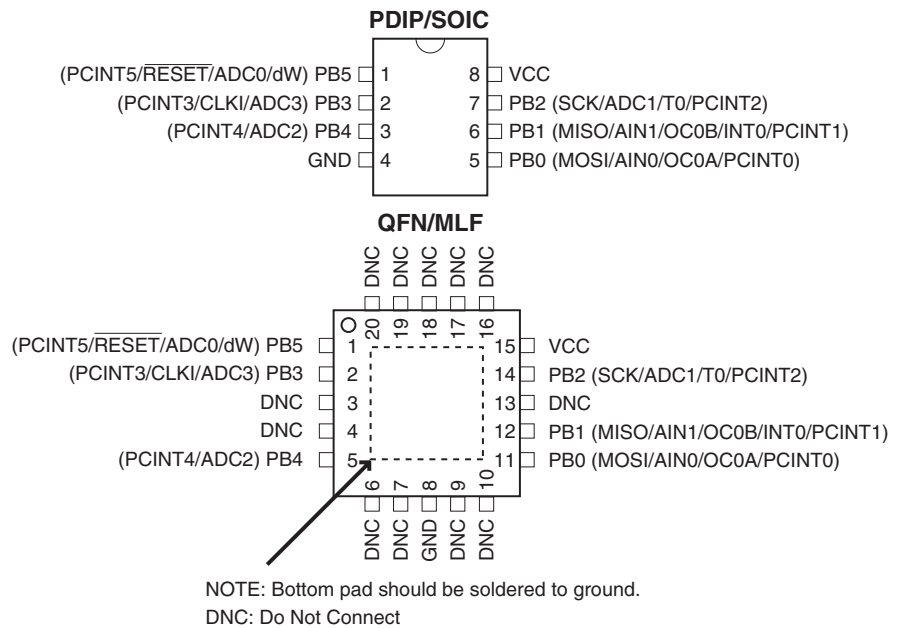 PDIP/SOIC
(PCINT5/RESET/ADC0/dW) PB5 1 8 VCC
(PCINT3/CLKI/ADC3) PB3 2 7 PB2 (SCK/ADC1/T0/PCINT2)
(PCINT4/ADC2) PB4 3 6 PB1 (MISO/AIN1/OC0B/INT0/PCINT1)
GND 4 5 PB0 (MOSI/AIN0/OC0A/PCINT0)
QFN/MLF
DNC DNC DNC DNC DNC
20 19 18 17 16
(PCINT5/RESET/ADC0/dW) PB5 1 15 VCC
(PCINT3/CLKI/ADC3) PB3 2 14 PB2 (SCK/ADC1/T0/PCINT2)
DNC 3 13 DNC
DNC 4 12 PB1 (MISO/AIN1/OC0B/INT0/PCINT1)
(PCINT4/ADC2) PB4 5 11 PB0 (MOSI/AIN0/OC0A/PCINT0)
6 7 8 9 10
DNC DNC GND DNC DNC
NOTE: Bottom pad should be soldered to ground.
DNC: Do Not Connect